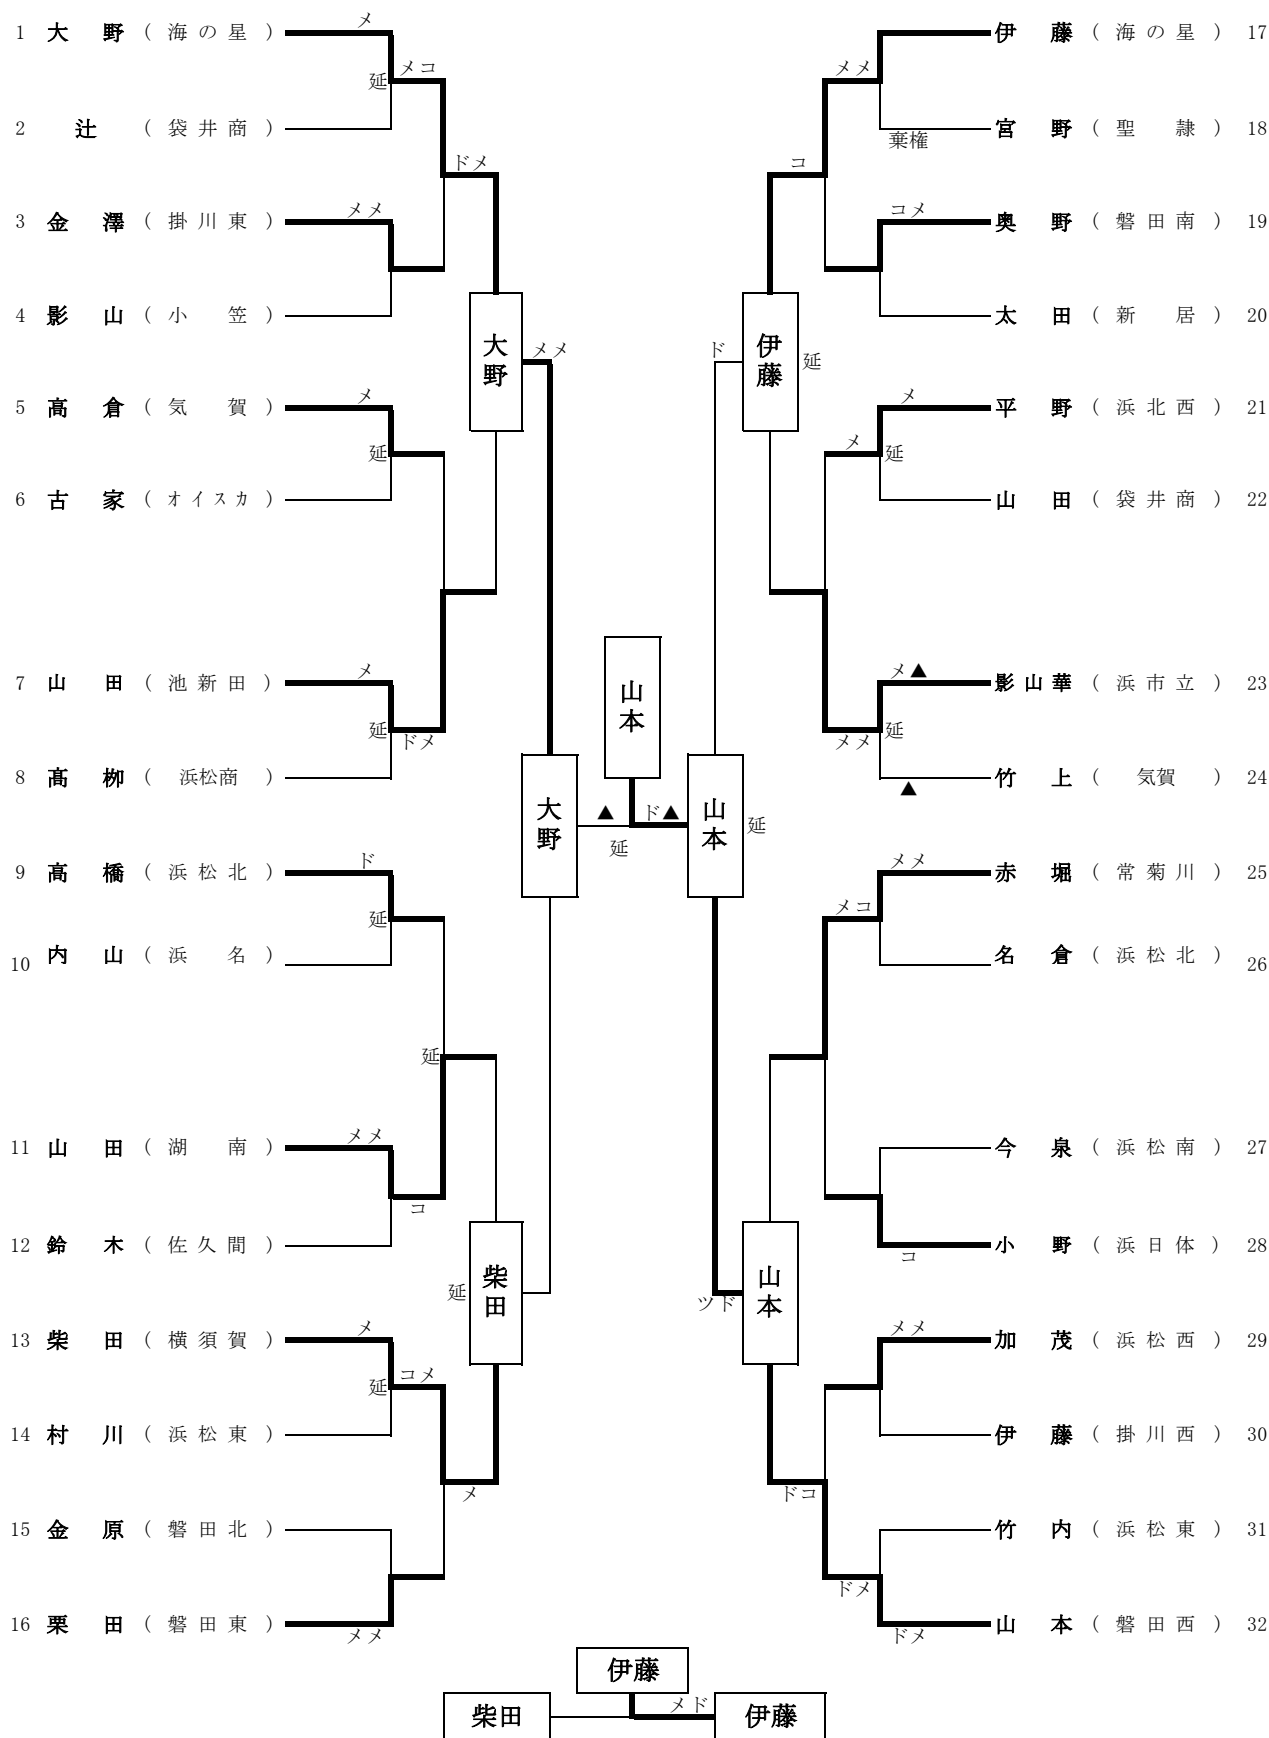 メ
1 大野 （海の星） 伊藤 （海の星） 17
メコ メメ
延
2 辻 （袋井商） 宮野 （聖隷） 18
棄権
ドメ コ
メメ コメ
3 金澤 （掛川東） 奥野 （磐田南） 19
4 影山 （小笠） 太田 （新居） 20
大野 メメ ド 伊藤 延
メ メ
5 高倉 （気賀） 平野 （浜北西） 21
延 メ 延
6 古家 （オイスカ） 山田 （袋井商） 22
メ メ▲
7 山田 （池新田） 影山華 （浜市立） 23
山本
延 ドメ メメ 延
8 髙栁 （浜松商） 竹上 （気賀） 24
▲
大野 ▲ ド▲ 山本 延
延
ド メメ
9 高橋 （浜松北） 赤堀 （常菊川） 25
延 メコ
10 内山 （浜名） 名倉 （浜松北） 26
延
メメ
11 山田 （湖南） 今泉 （浜松南） 27
コ
12 鈴木 （佐久間） 小野 （浜日体） 28
コ
延 柴田 ツド 山本
メ メメ
13 柴田 （横須賀） 加茂 （浜松西） 29
延 コメ
14 村川 （浜松東） 伊藤 （掛川西） 30
メ ドコ
15 金原 （磐田北） 竹内 （浜松東） 31
ドメ
16 栗田 （磐田東） 山本 （磐田西） 32
メメ ドメ
伊藤
柴田 メド 伊藤